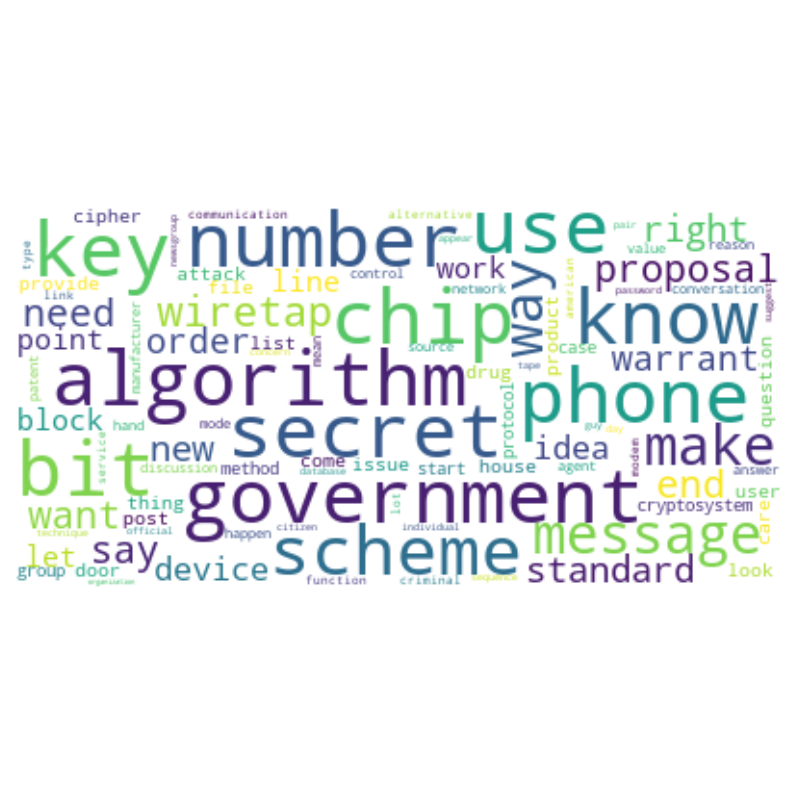 cipher
communication
alternative
key
number
use
right
type
newsgroup
appear
pair
value
reason
attack
control
work
way
proposal
provide
file
line
network
american
password
conversation
suggest
link
need
wiretap
chip
know
manufacturer
product
point
order
list
mean
source
case
warrant
question
concern
patent
algorithm
drug
tape
phone
protocol
block
hand
mode
secret
guy
day
make
bit
service
new
come
issue
start
house
idea
modem
discussion
method
database
agent
answer
government
end
user
thing
lot
cryptosystem
want
post
care
technique
official
happen
citizen
individual
message
let
say
scheme
group
door
device
standard
look
organization
function
criminal
sequence